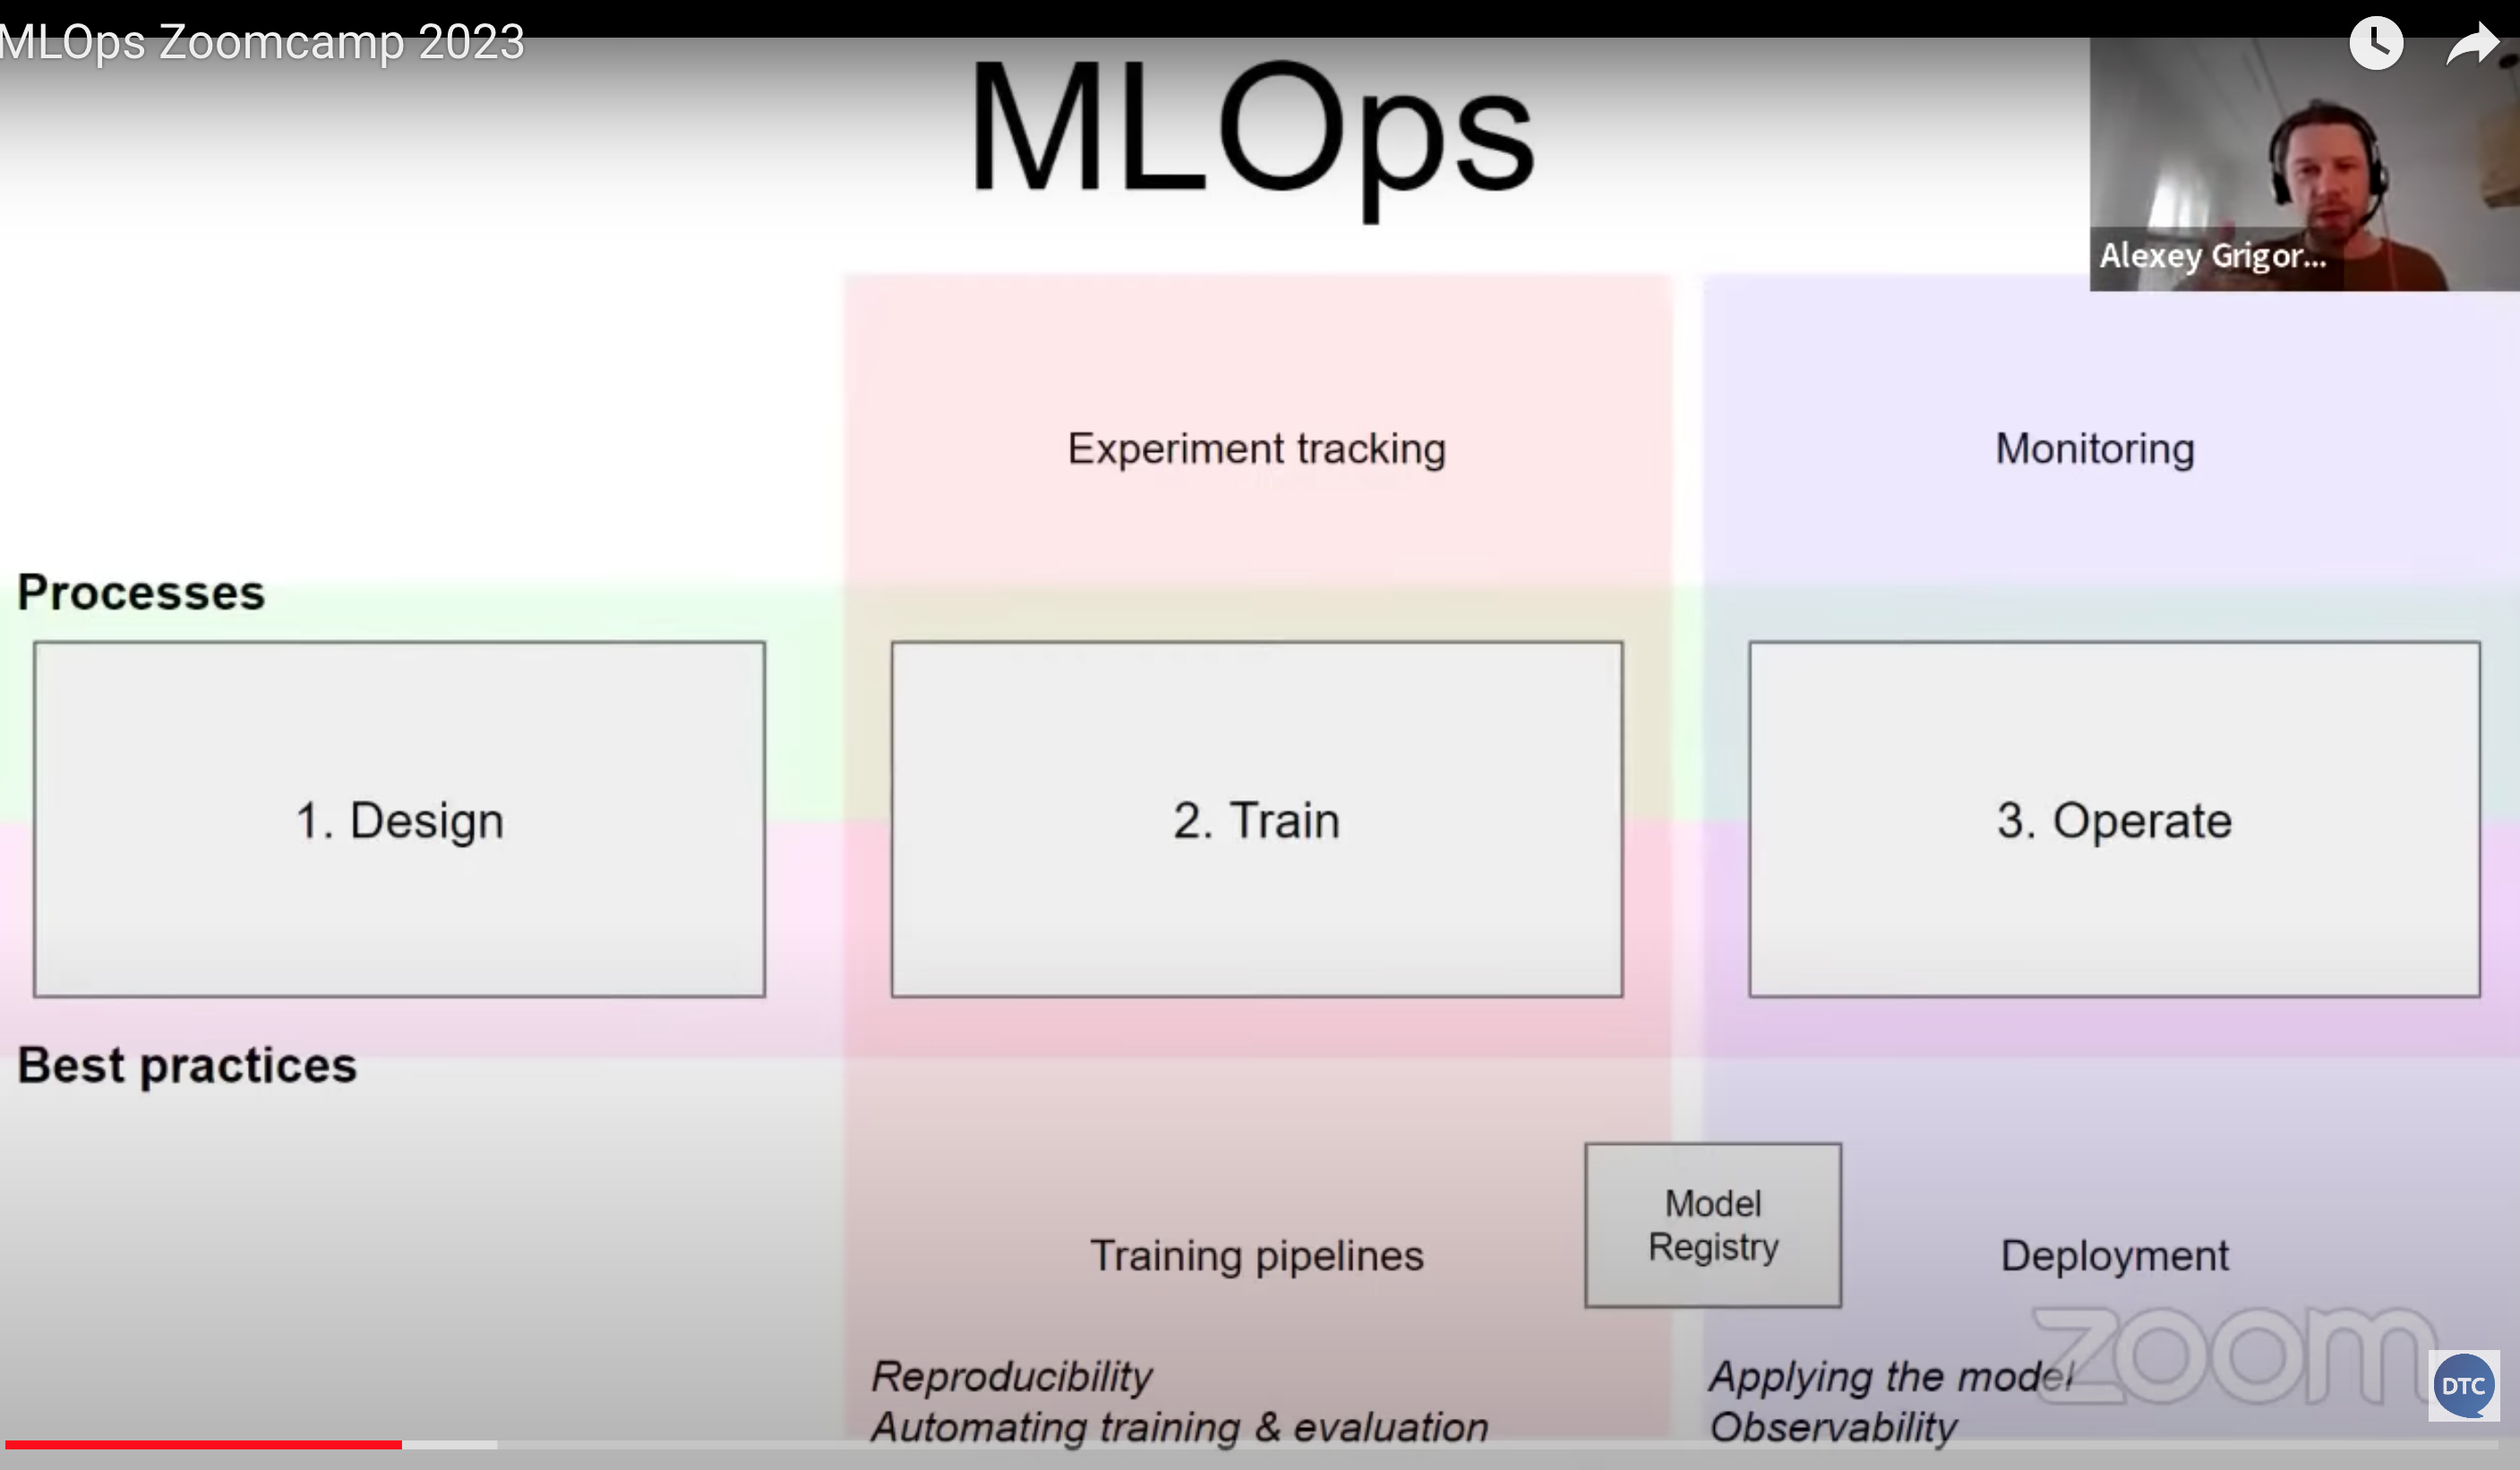 MLOps Zoomcamp 2023
MLOps
Alexey Grigor...
Experiment tracking
Monitoring
Processes
1. Design
2. Train
3. Operate
Best practices
Model
Registry
Training pipelines
Deployment
zoom
DTC
Reproducibility
Automating training & evaluation
Applying the model
Observability